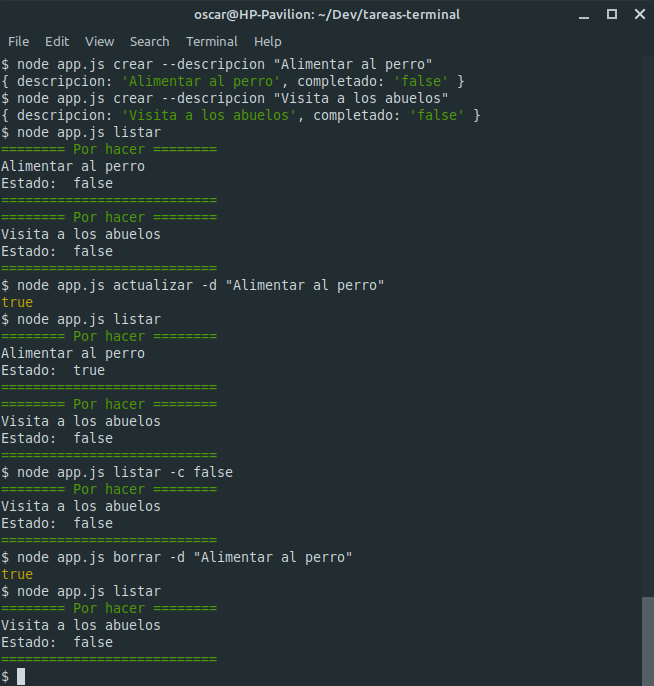 oscar@HP-Pavilion: ~/Dev/tareas-terminal
File Edit View Search Terminal Help
$ node app.js crear --descripcion "Alimentar al perro"
{ descripcion: 'Alimentar al perro', completado: 'false' }
$ node app.js crear --descripcion "Visita a los abuelos"
{ descripcion: 'Visita a los abuelos', completado: 'false' }
$ node app.js listar
======== Por hacer ========
Alimentar al perro
Estado:  false
===========================
======== Por hacer ========
Visita a los abuelos
Estado:  false
===========================
$ node app.js actualizar -d "Alimentar al perro"
true
$ node app.js listar
======== Por hacer ========
Alimentar al perro
Estado:  true
===========================
======== Por hacer ========
Visita a los abuelos
Estado:  false
===========================
$ node app.js listar -c false
======== Por hacer ========
Visita a los abuelos
Estado:  false
===========================
$ node app.js borrar -d "Alimentar al perro"
true
$ node app.js listar
======== Por hacer ========
Visita a los abuelos
Estado:  false
===========================
$